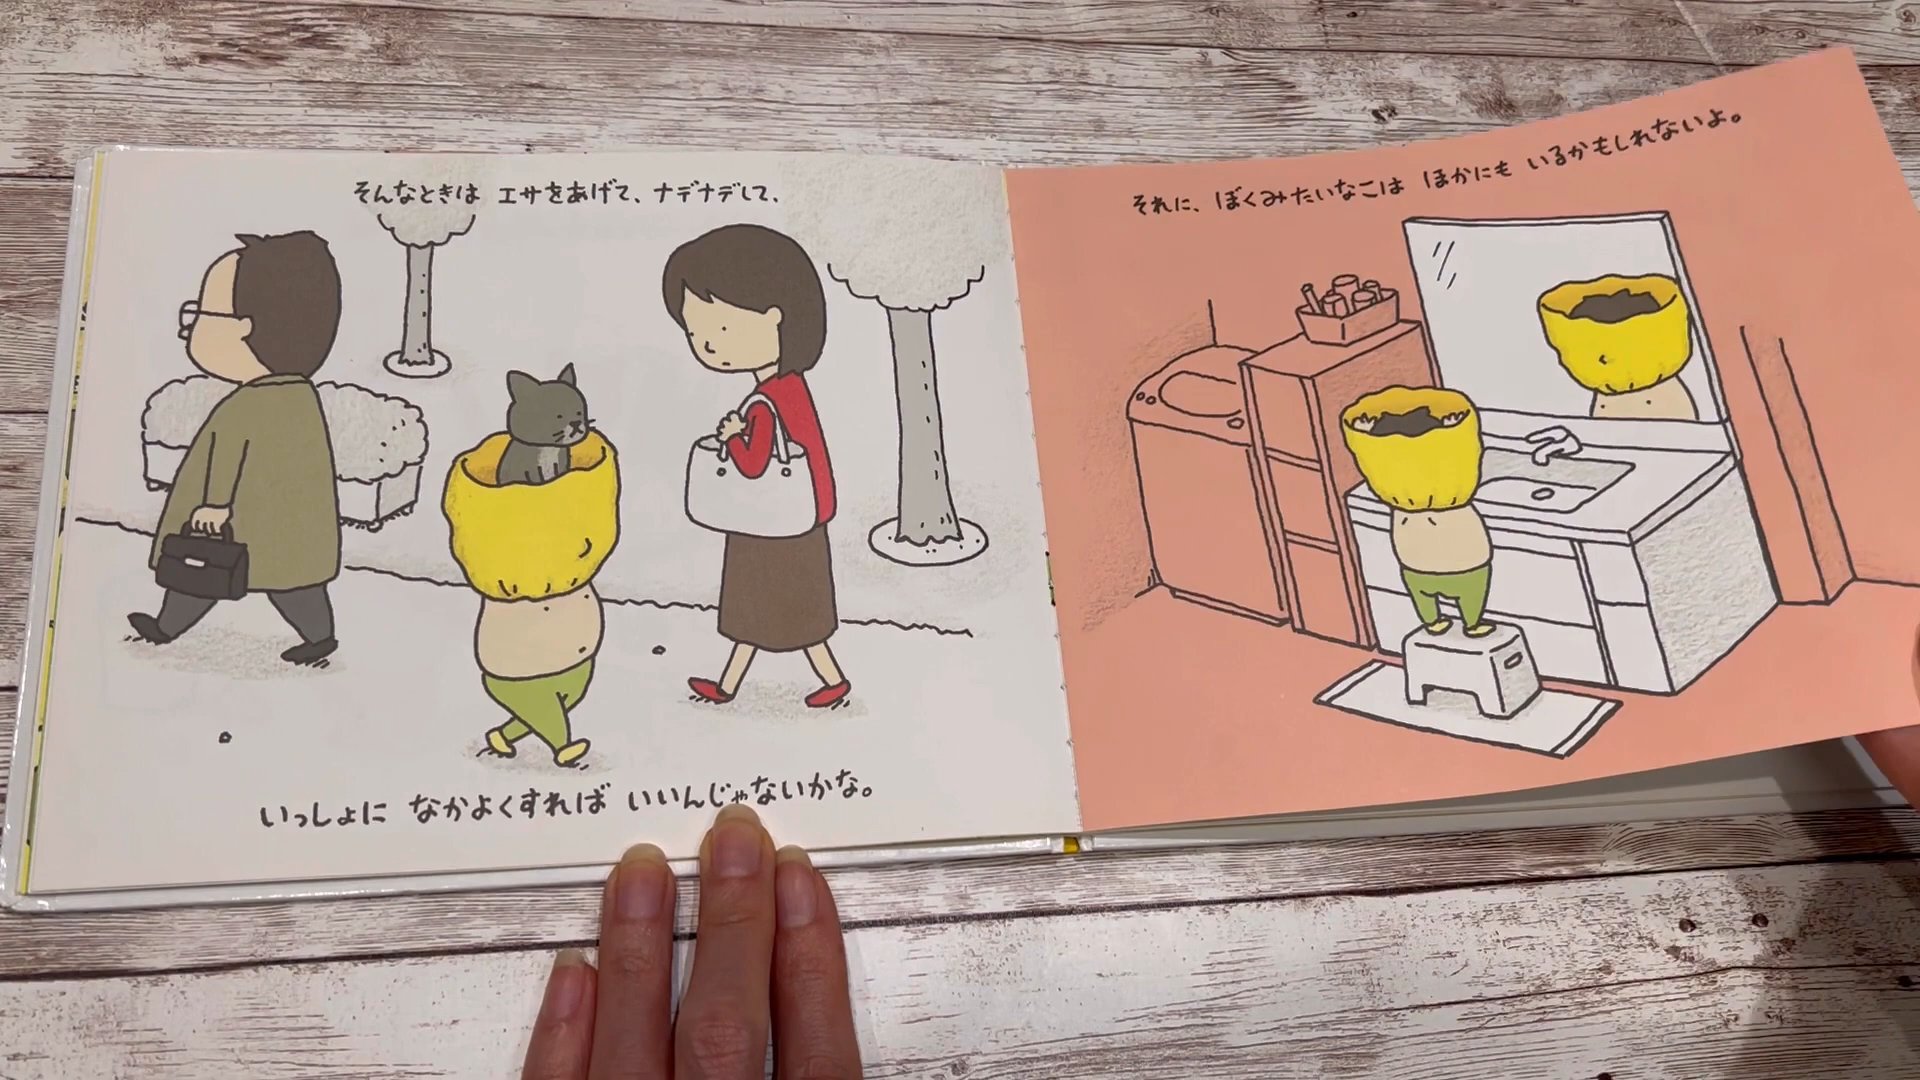 そんなときは エサをあげて、ナデナデして、
いっしょに なかよくすれば いいんじゃないかな。
それに、ぼくみたいなこは ほかにも いるかもしれないよ。